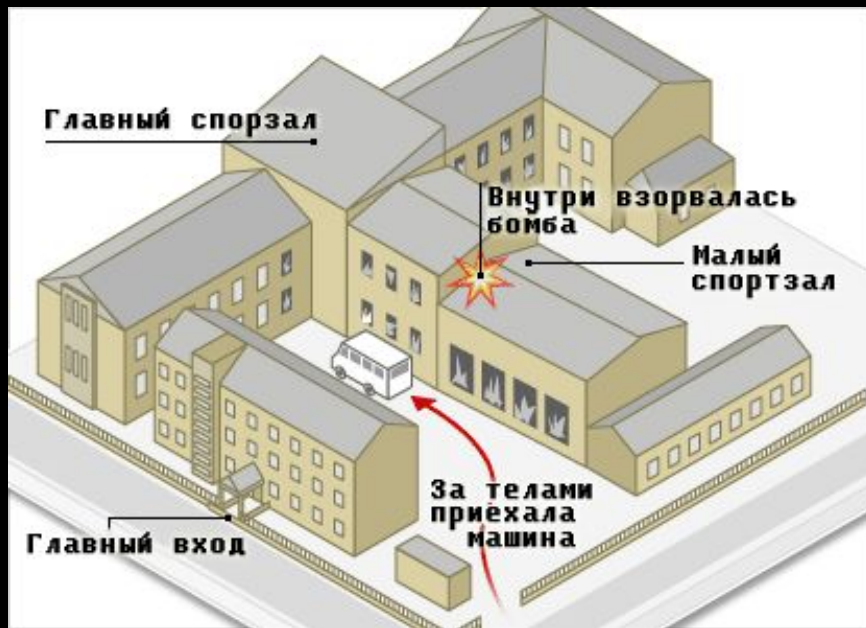 Главный спорзал
Внутри взорвалась
бомба
Малый
спортзал
За телами
приехала
машина
Главный вход